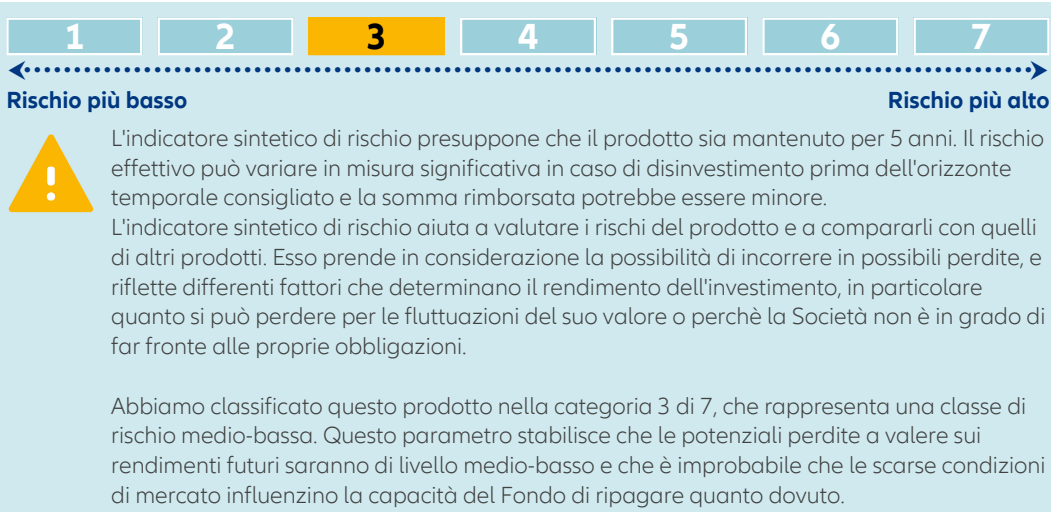 1 2 3 4 5 6 7
Rischio più basso Rischio più alto
L'indicatore sintetico di rischio presuppone che il prodotto sia mantenuto per 5 anni. Il rischio
effettivo può variare in misura significativa in caso di disinvestimento prima dell'orizzonte
temporale consigliato e la somma rimborsata potrebbe essere minore.
L'indicatore sintetico di rischio aiuta a valutare i rischi del prodotto e a compararli con quelli
di altri prodotti. Esso prende in considerazione la possibilità di incorrere in possibili perdite, e
riflette differenti fattori che determinano il rendimento dell'investimento, in particolare
quanto si può perdere per le fluttuazioni del suo valore o perchè la Società non è in grado di
far fronte alle proprie obbligazioni.
Abbiamo classificato questo prodotto nella categoria 3 di 7, che rappresenta una classe di
rischio medio-bassa. Questo parametro stabilisce che le potenziali perdite a valere sui
rendimenti futuri saranno di livello medio-basso e che è improbabile che le scarse condizioni
di mercato influenzino la capacità del Fondo di ripagare quanto dovuto.